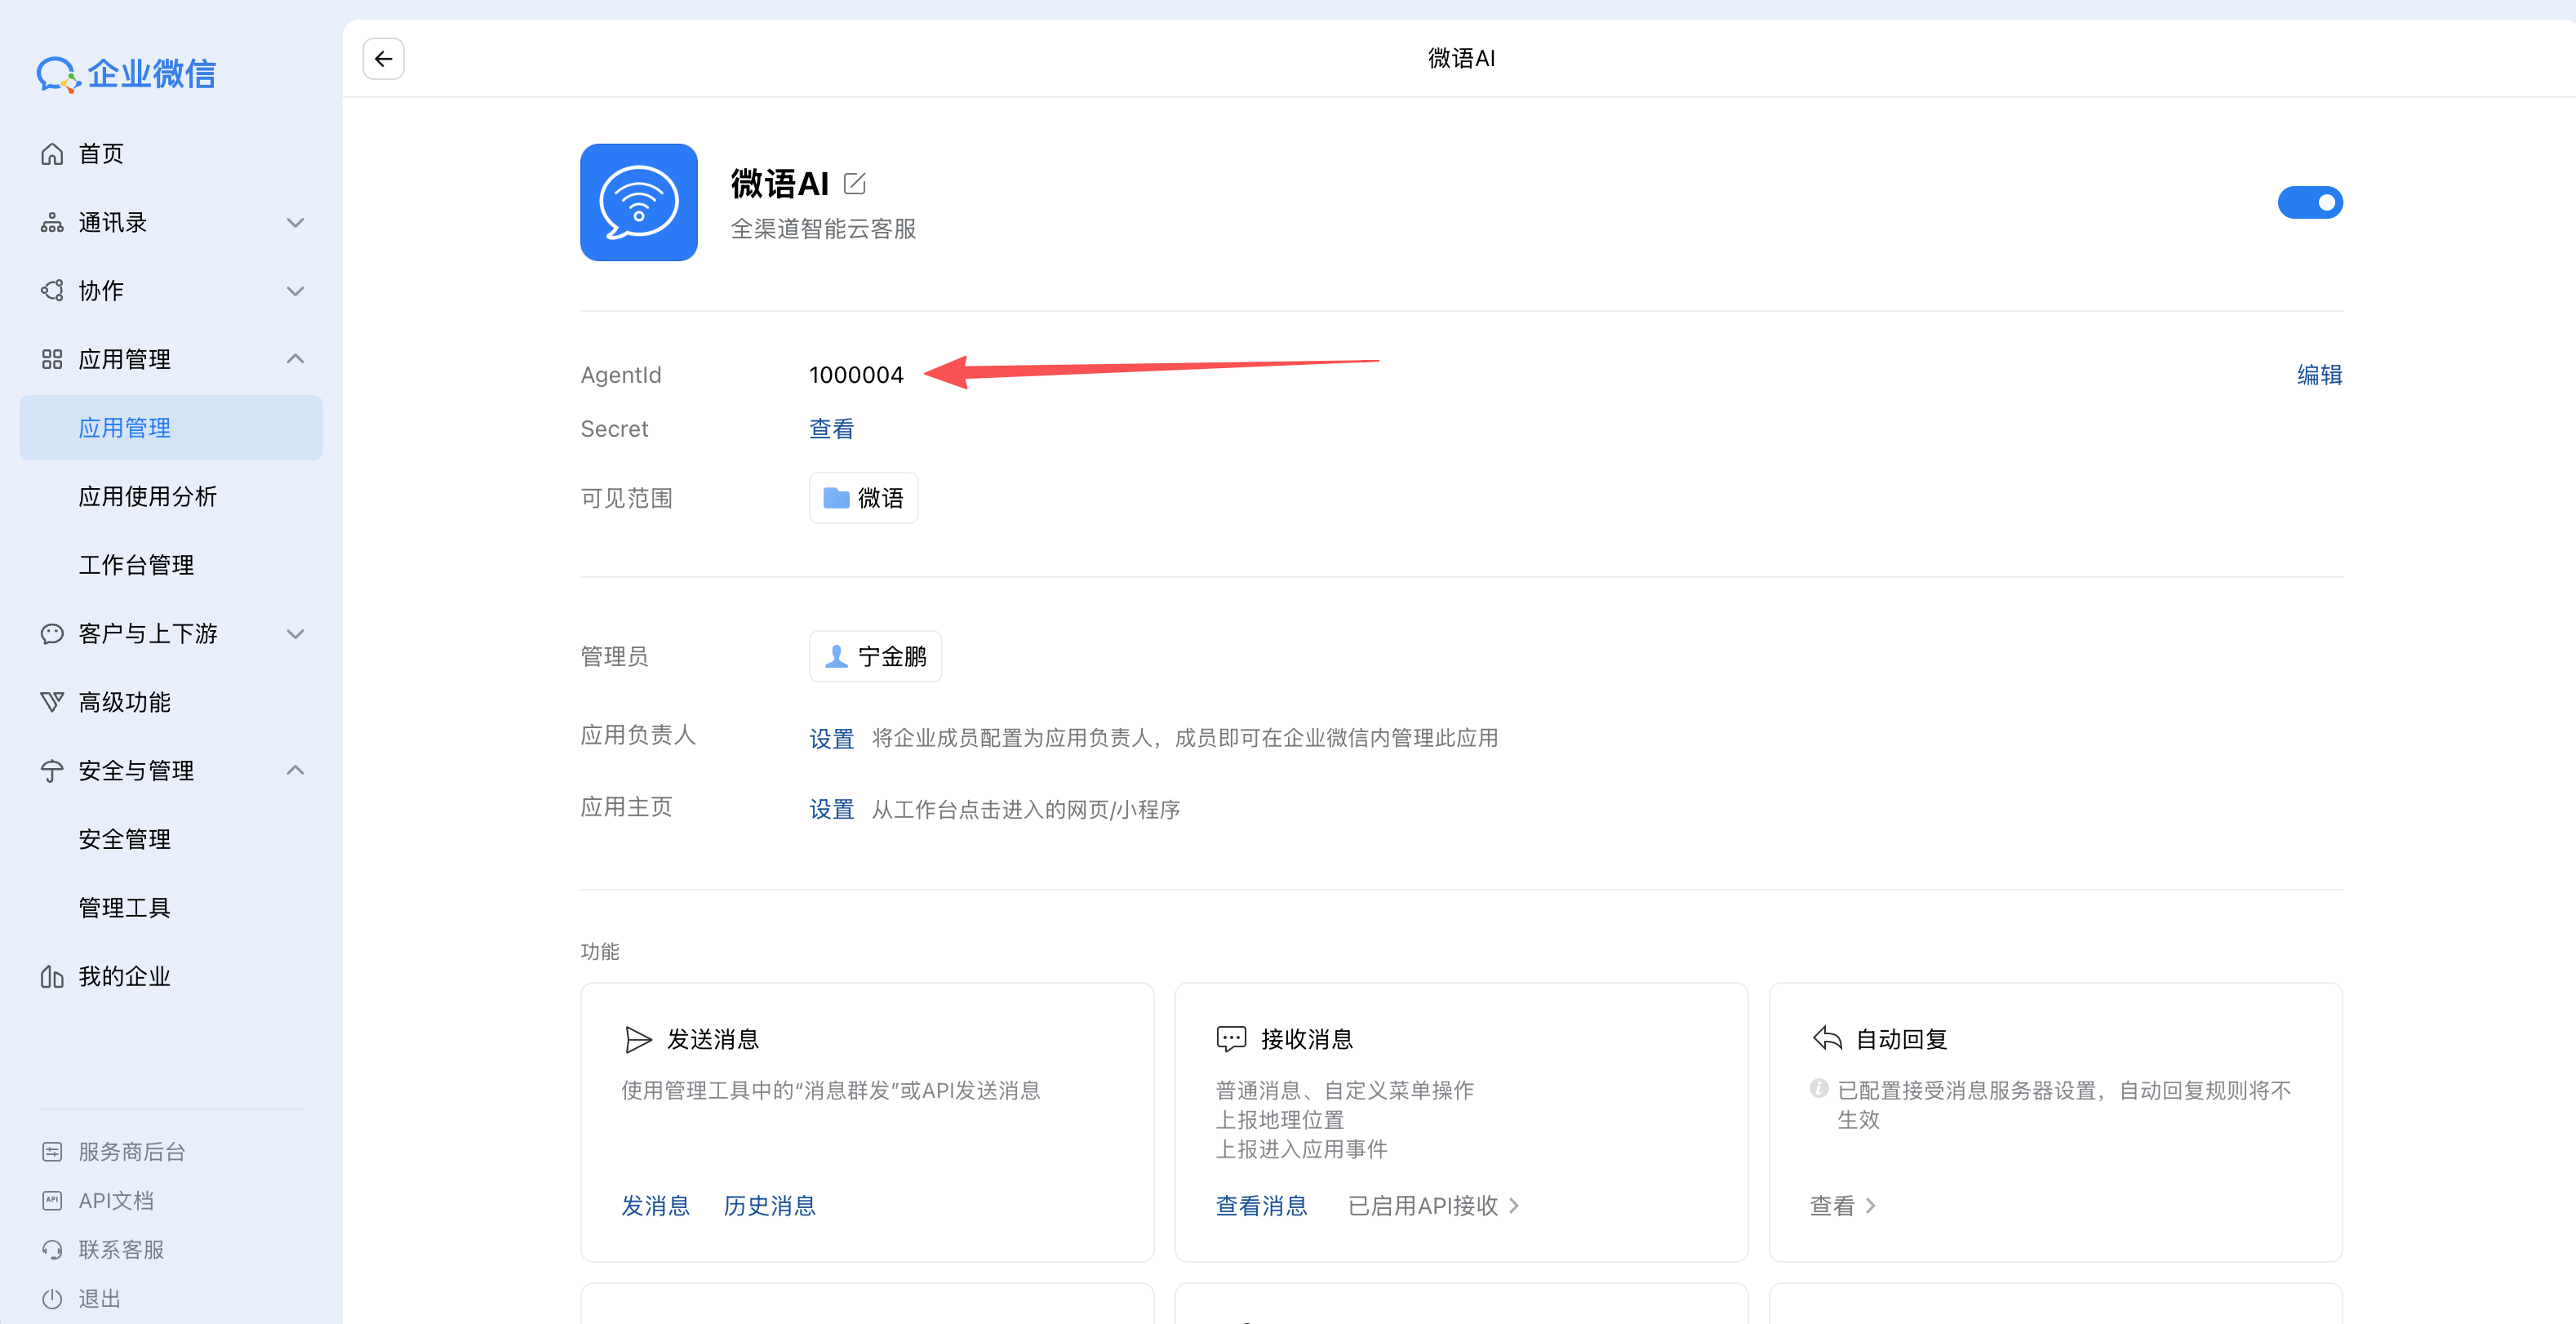 企业微信
首页
通讯录
协作
应用管理
应用管理
应用使用分析
工作台管理
客户与上下游
高级功能
安全与管理
安全管理
管理工具
我的企业
服务商后台
API文档
联系客服
退出
微语AI
微语AI
全渠道智能云客服
AgentId 1000004 编辑
Secret 查看
可见范围 微语
管理员 宁金鹏
应用负责人 设置 将企业成员配置为应用负责人，成员即可在企业微信内管理此应用
应用主页 设置 从工作台点击进入的网页/小程序
功能
发送消息
使用管理工具中的“消息群发”或API发送消息
发消息 历史消息
接收消息
普通消息、自定义菜单操作
上报地理位置
上报进入应用事件
查看消息 已启用API接收
自动回复
已配置接受消息服务器设置，自动回复规则将不
生效
查看